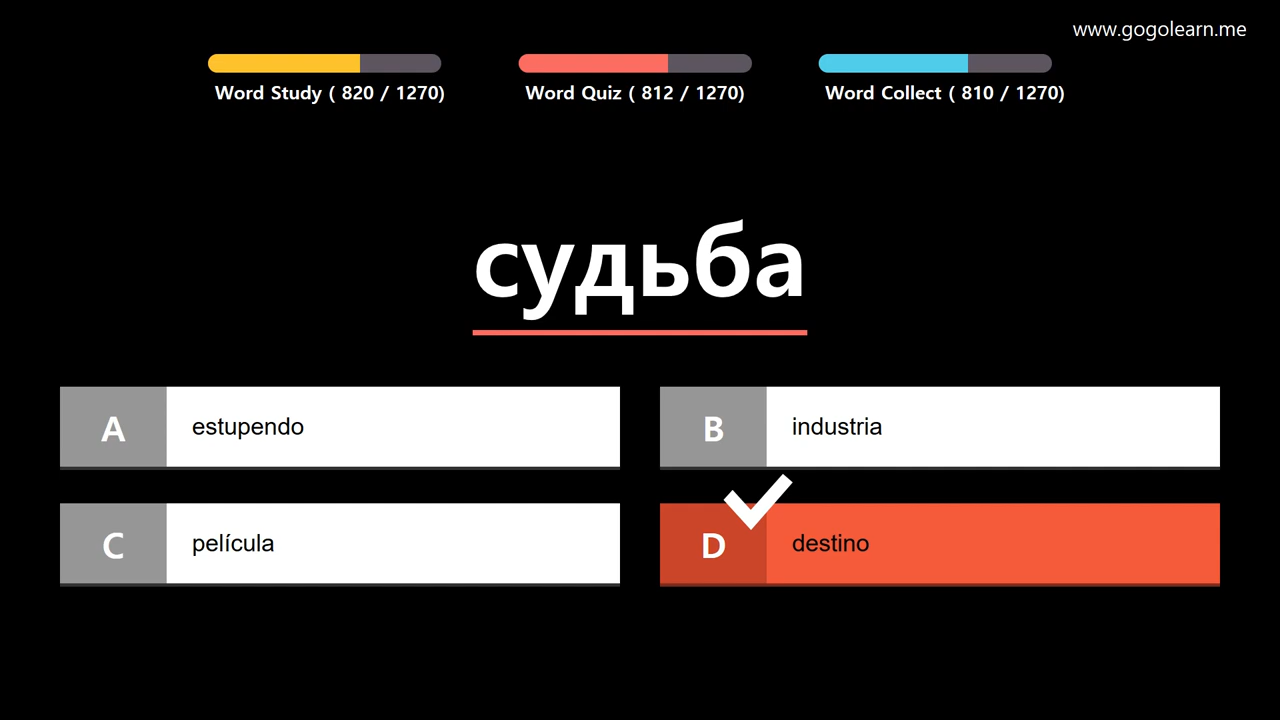 www.gogolearn.me
Word Study ( 820 / 1270)
Word Quiz ( 812 / 1270)
Word Collect ( 810 / 1270)
судьба
A estupendo
B industria
C película
D destino